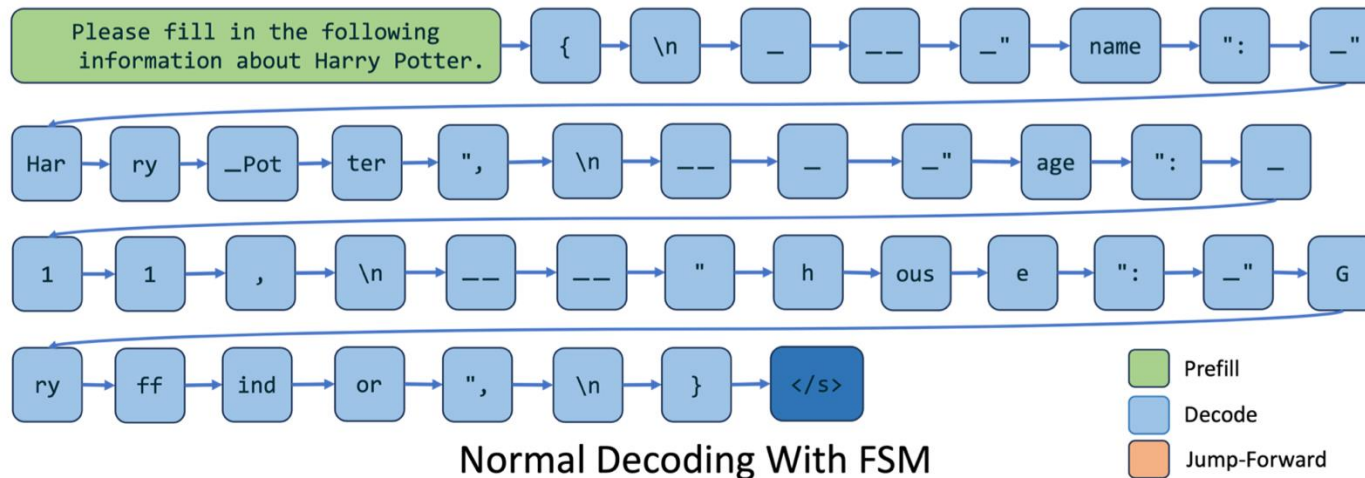 Please fill in the following
information about Harry Potter.
{ \n _ __ _" name ": _"
Har ry _Pot ter ", \n __ _ _" age ": _
1 1 , \n __ __ " h ous e ": _" G
ry ff ind or ", \n } </s>
Prefill
Decode
Jump-Forward
Normal Decoding With FSM